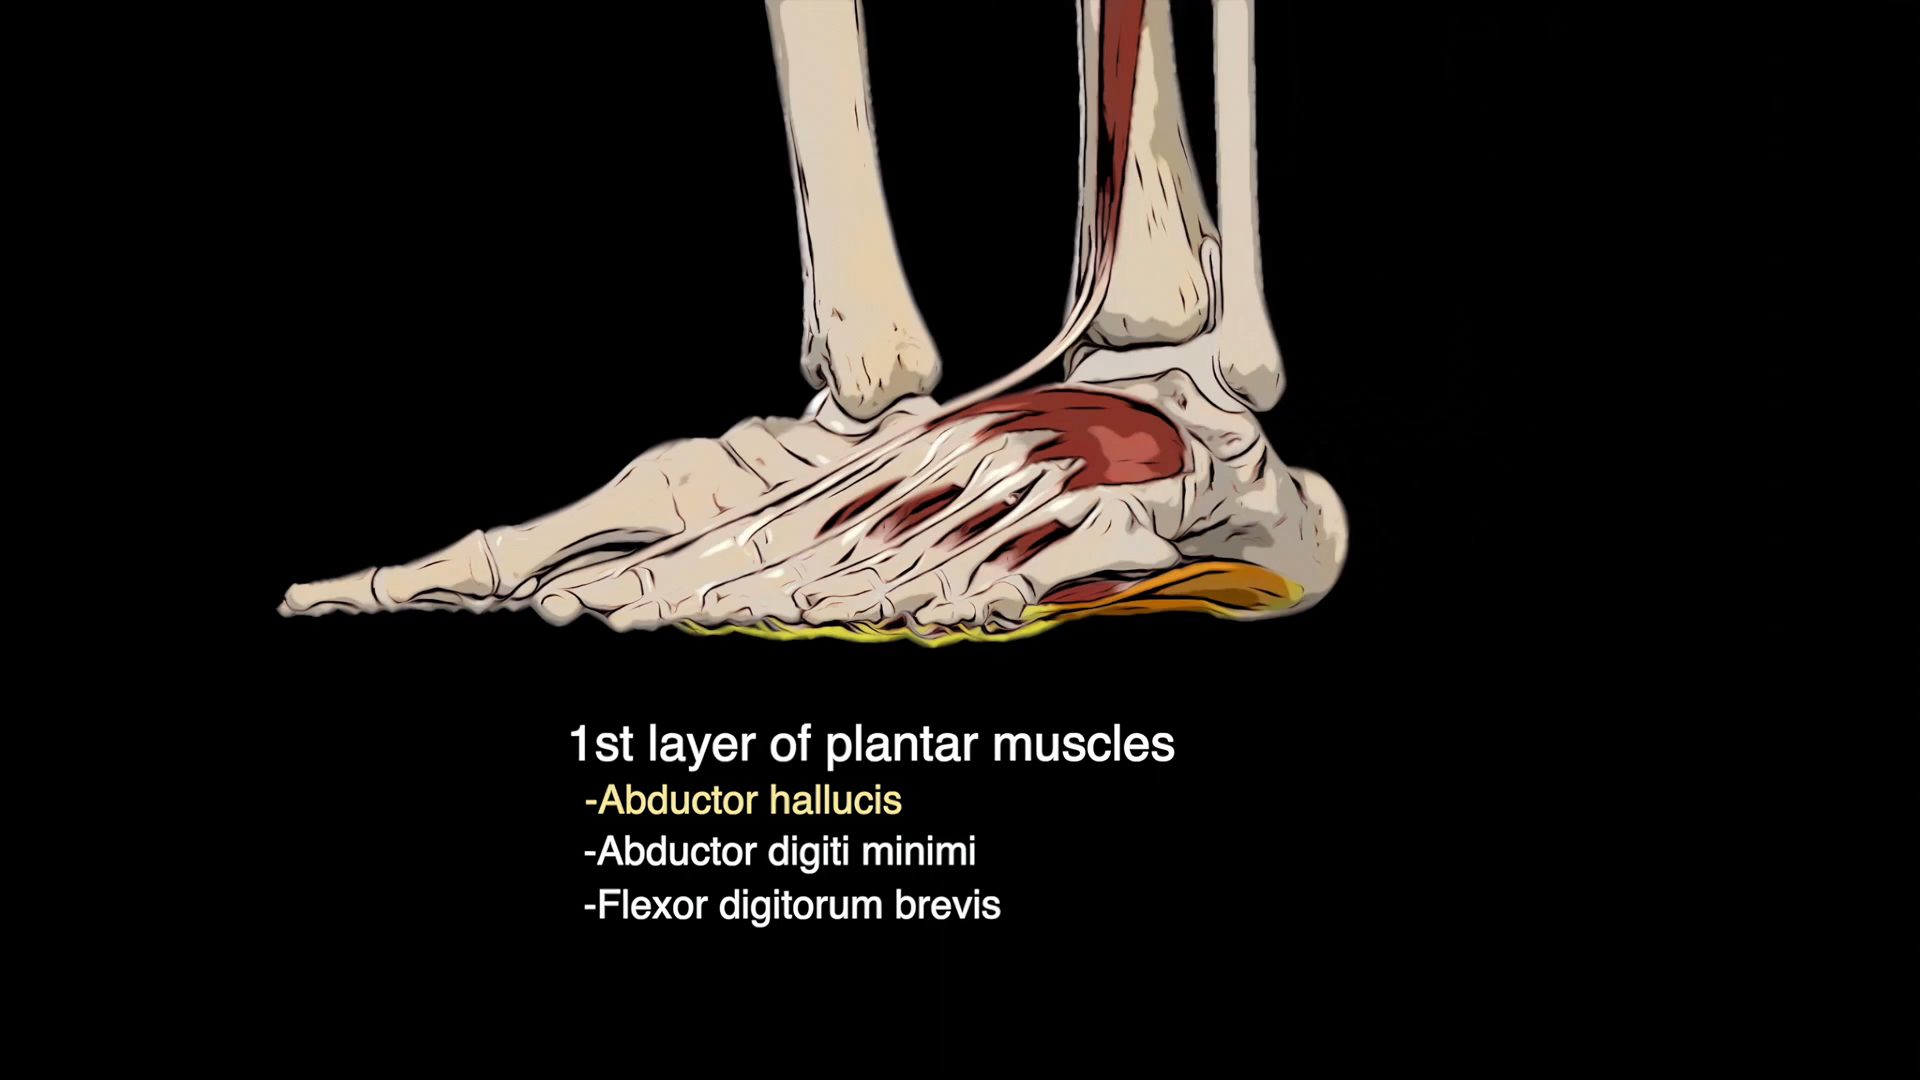 1st layer of plantar muscles
-Abductor hallucis
-Abductor digiti minimi
-Flexor digitorum brevis